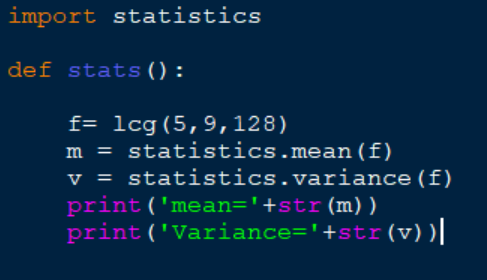 import statistics
def stats():
f= lcg(5,9,128)
m = statistics.mean(f)
v = statistics.variance(f)
print('mean='+str(m))
print('Variance='+str(v))